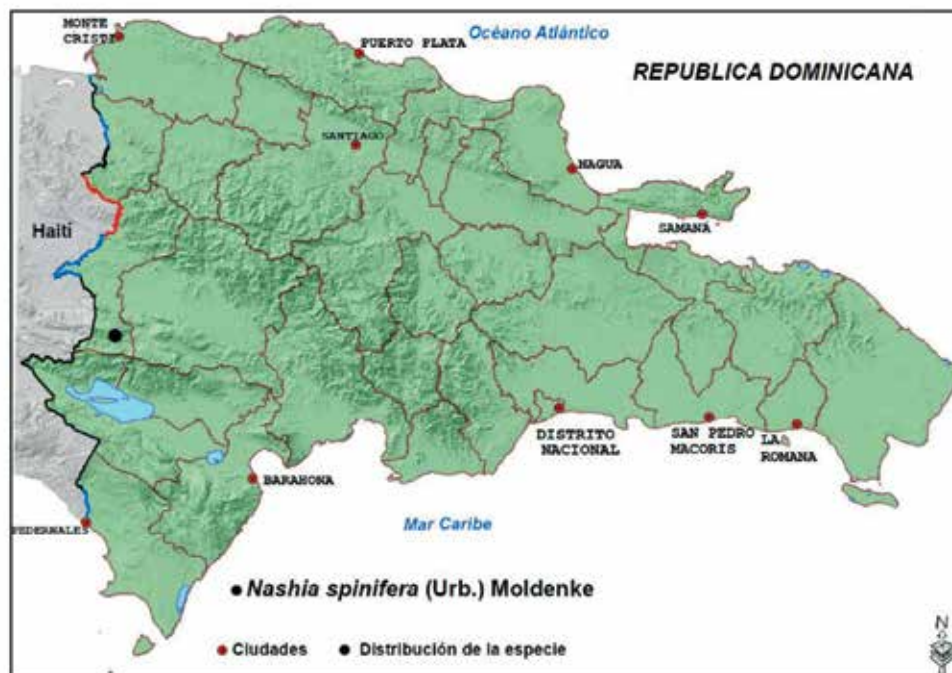 MONTE
CRISTI
PUERTO PLATA
Océano Atlántico
REPUBLICA DOMINICANA
SANTIAGO
NAGUA
SAMANÁ
Haití
DISTRITO
NACIONAL
SAN PEDRO
MACORIS
LA
ROMANA
BARAHONA
PEDERNALES
Mar Caribe
Nashia spinifera (Urb.) Moldenke
Ciudades
Distribución de la especie
N